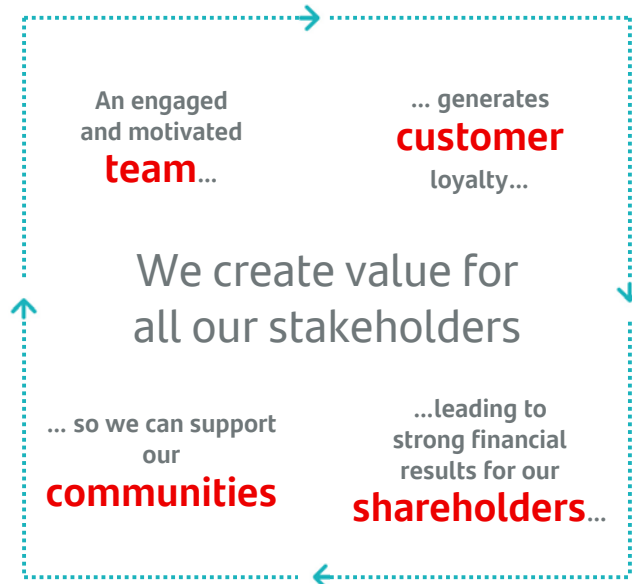 An engaged
and motivated
team...
... generates
customer
loyalty...
We create value for
all our stakeholders
...leading to
strong financial
results for our
shareholders...
... so we can support
our
communities